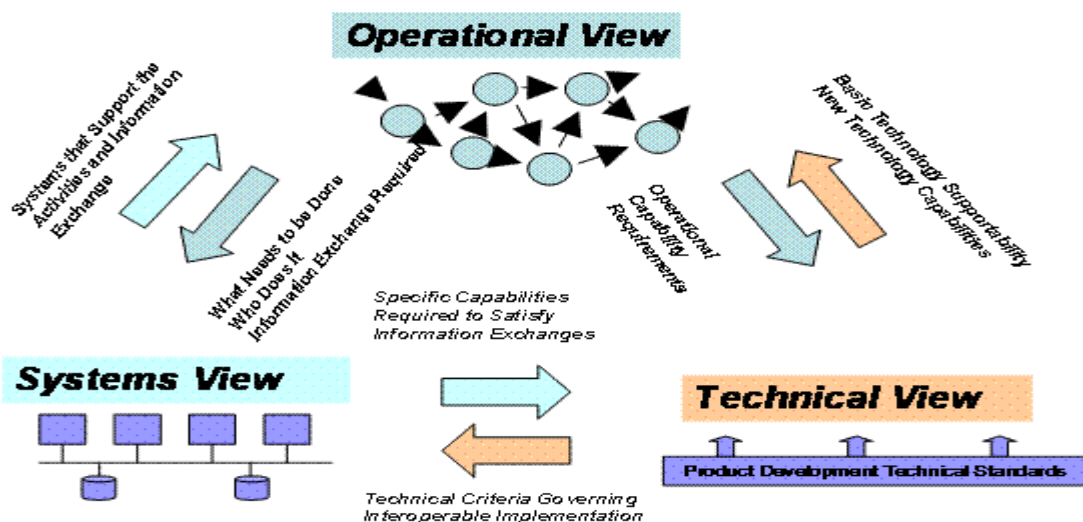 Operational View
Systems that Support the
Activities and Information
Exchange
What Needs to be Done
Who Does It
Information Exchange Required
Operational
Capability
Requirements
Basic Technology Supportability
New Technology Capabilities
Specific Capabilities
Required to Satisfy
Information Exchanges
Systems View
Technical View
Product Development Technical Standards
Technical Criteria Governing
Interoperable Implementation